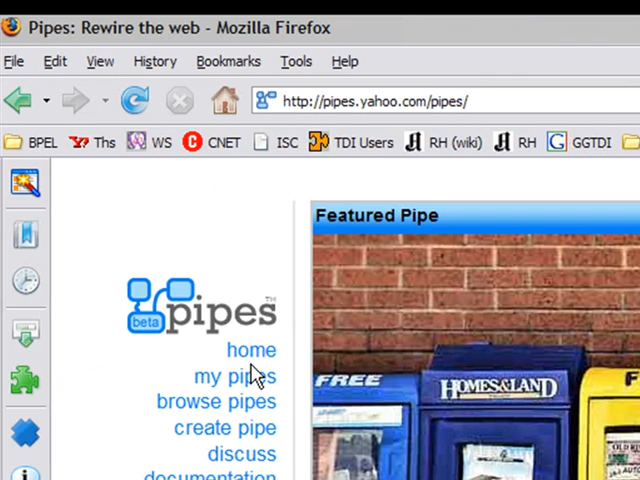 Pipes: Rewire the web - Mozilla Firefox
File Edit View History Bookmarks Tools Help
http://pipes.yahoo.com/pipes/
BPEL Ths WS CNET ISC TDI Users RH (wiki) RH GGTDI
Featured Pipe
pipes™
beta
home
my pipes
browse pipes
create pipe
discuss
documentation
FREE
HOMES&LAND
F